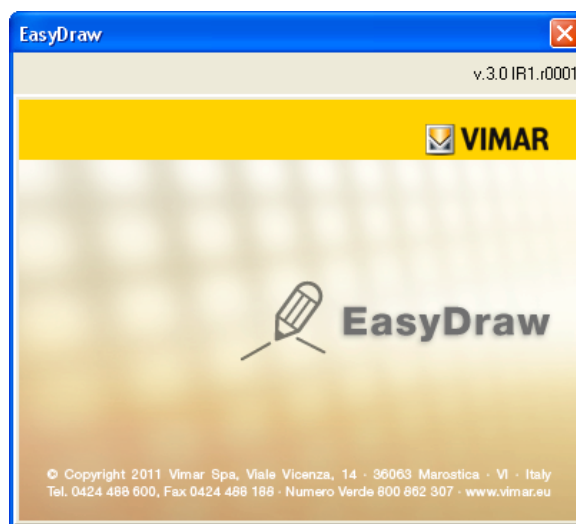 EasyDraw
v.3.0 IR1.r0001
VIMAR
EasyDraw
© Copyright 2011 Vimar Spa, Viale Vicenza, 14 · 36063 Marostica · VI · Italy
Tel. 0424 488 600, Fax 0424 488 188 · Numero Verde 800 862 307 · www.vimar.eu